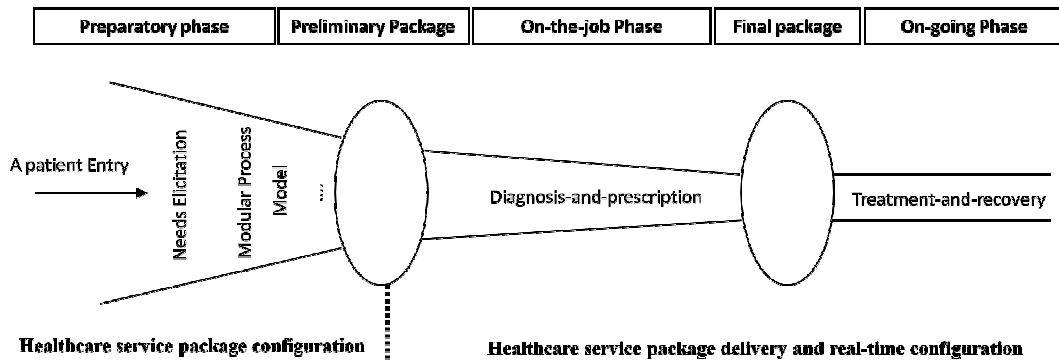 Preparatory phase
Preliminary Package
On-the-job Phase
Final package
On-going Phase
A patient Entry
Needs Elicitation
Modular Process
Model
....
Diagnosis-and-prescription
Treatment-and-recovery
Healthcare service package configuration
Healthcare service package delivery and real-time configuration